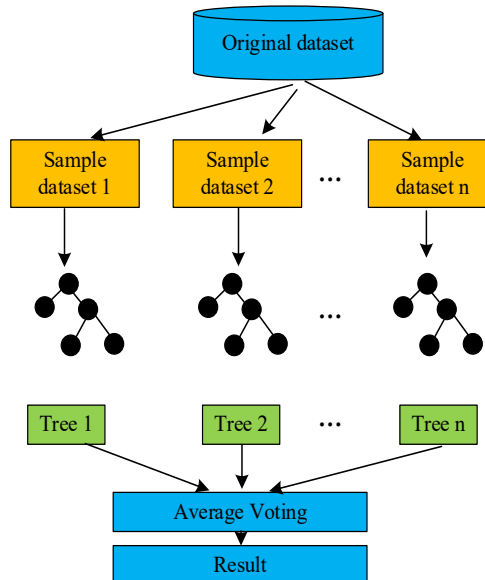 Original dataset
Sample
dataset 1
Sample
dataset 2
...
Sample
dataset n
...
Tree 1
Tree 2
...
Tree n
Average Voting
Result